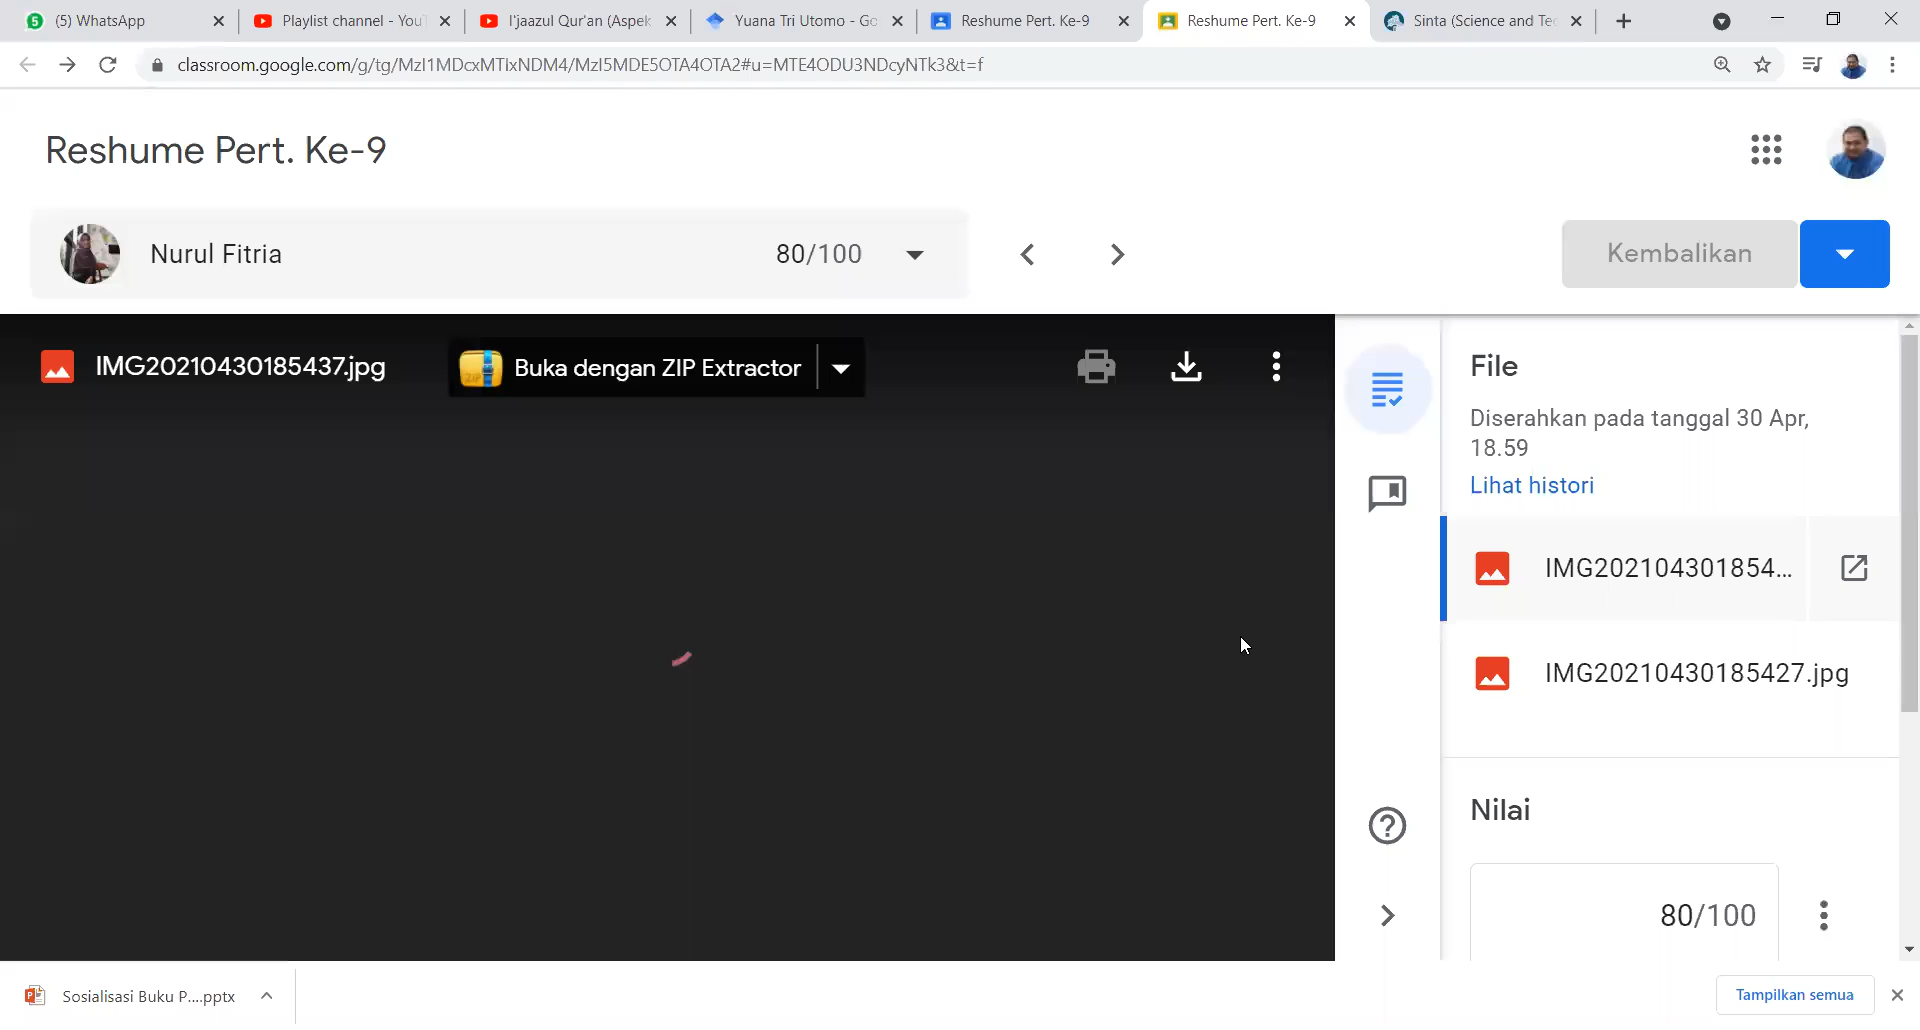 (5) WhatsApp
Playlist channel - YouT
I'jaazul Qur'an (Aspek
Yuana Tri Utomo - Go
Reshume Pert. Ke-9
Reshume Pert. Ke-9
Sinta (Science and Tec
classroom.google.com/g/tg/MzI1MDcxMTIxNDM4/MzI5MDE5OTA4OTA2#u=MTE4ODU3NDcyNTk3&t=f
Reshume Pert. Ke-9
Nurul Fitria
80/100
Kembalikan
IMG20210430185437.jpg
Buka dengan ZIP Extractor
File
Diserahkan pada tanggal 30 Apr,
18.59
Lihat histori
IMG202104301854...
IMG20210430185427.jpg
Nilai
80/100
Sosialisasi Buku P....pptx
Tampilkan semua